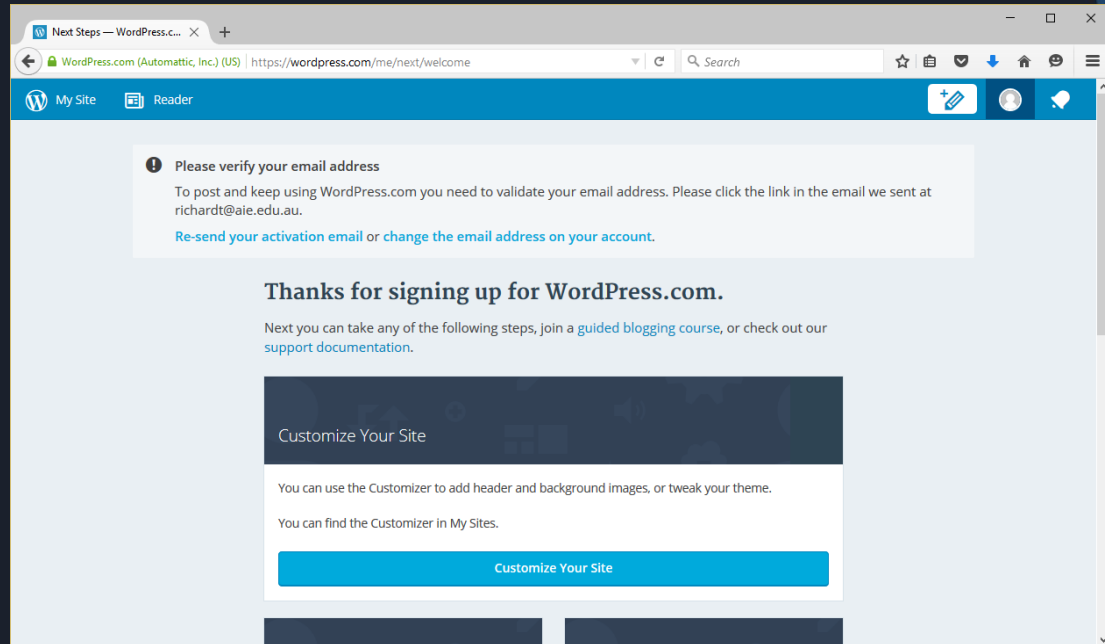 Next Steps — WordPress.c...
WordPress.com (Automattic, Inc.) (US) https://wordpress.com/me/next/welcome Search
My Site Reader
Please verify your email address
To post and keep using WordPress.com you need to validate your email address. Please click the link in the email we sent at
richardt@aie.edu.au.
Re-send your activation email or change the email address on your account.
Thanks for signing up for WordPress.com.
Next you can take any of the following steps, join a guided blogging course, or check out our
support documentation.
Customize Your Site
You can use the Customizer to add header and background images, or tweak your theme.
You can find the Customizer in My Sites.
Customize Your Site